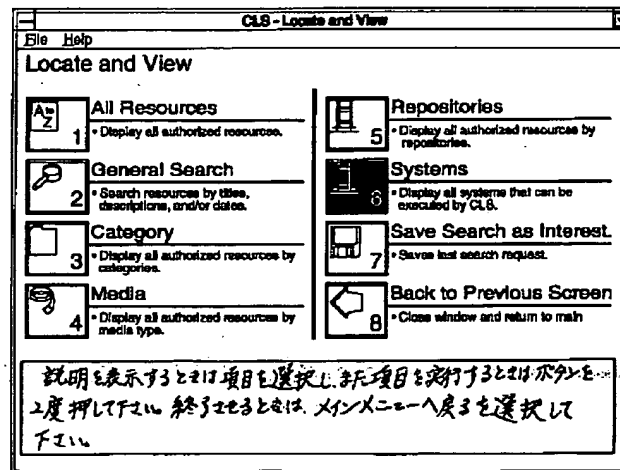 CLS - Locate and View
File Help
Locate and View
All Resources
1
• Display all authorized resources.
General Search
2
• Search resources by titles,
descriptions, and/or dates.
Category
3
• Display all authorized resources by
categories.
Media
4
• Display all authorized resources by
media type.
Repositories
5
• Display all authorized resources by
repositories.
Systems
6
• Display all systems that can be
executed by CLS.
Save Search as Interest.
7
• Saves last search request.
Back to Previous Screen
8
• Close window and return to main
説明を表示するときは項目を選択し、また項目を実行するときはボタンを
2度押して下さい。終了させるときは、メインメニューへ戻るを選択して
下さい。